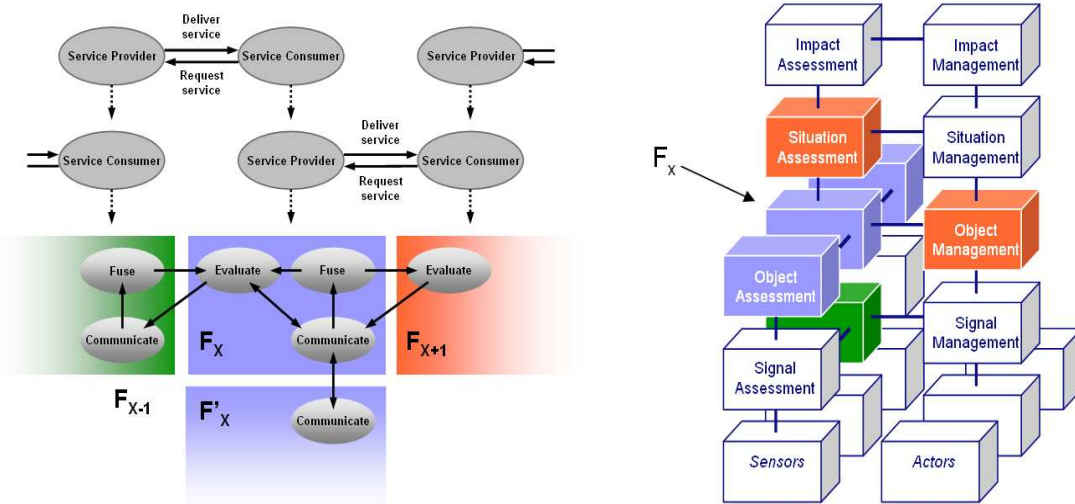 Deliver
service
Service Provider
Service Consumer
Service Provider
Request
service
Deliver
service
Service Consumer
Service Provider
Service Consumer
Request
service
Fuse
Evaluate
Fuse
Evaluate
Communicate
Communicate
FX
FX+1
FX-1
F'X
Communicate
Impact
Assessment
Impact
Management
Situation
Assessment
Situation
Management
FX
Object
Management
Object
Assessment
Signal
Management
Signal
Assessment
Sensors
Actors